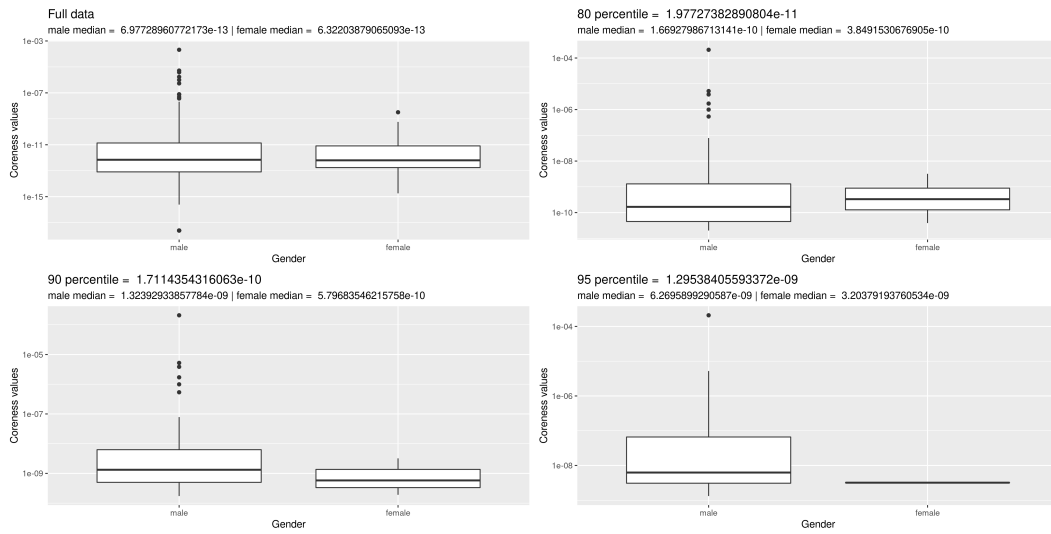 Full data
male median = 6.97728960772173e-13 | female median = 6.32203879065093e-13
1e-03
1e-07
1e-11
1e-15
Coreness values
male
female
Gender
80 percentile = 1.97727382890804e-11
male median = 1.66927986713141e-10 | female median = 3.8491530676905e-10
1e-04
1e-06
1e-08
1e-10
Coreness values
male
female
Gender
90 percentile = 1.7114354316063e-10
male median = 1.32392933857784e-09 | female median = 5.79683546215758e-10
1e-05
1e-07
1e-09
Coreness values
male
female
Gender
95 percentile = 1.29538405593372e-09
male median = 6.2695899290587e-09 | female median = 3.20379193760534e-09
1e-04
1e-06
1e-08
Coreness values
male
female
Gender